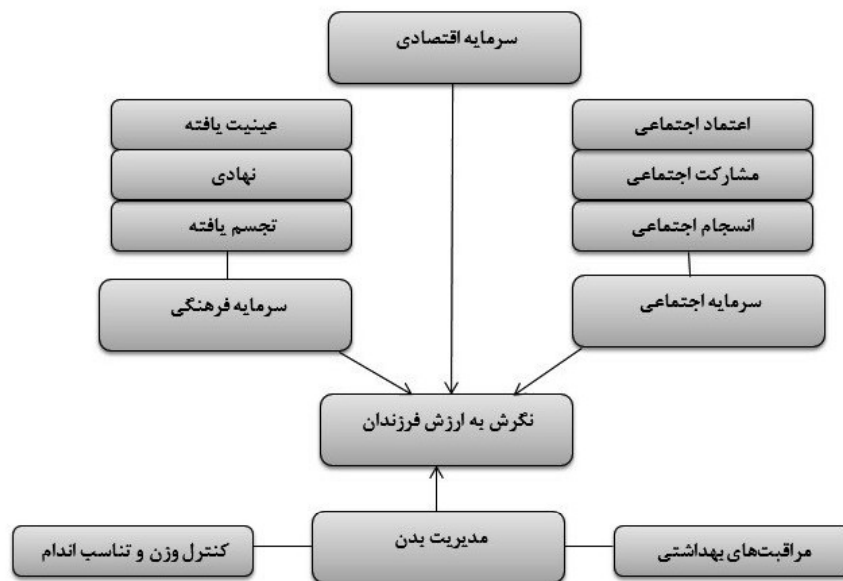 سرمایه اقتصادی
اعتماد اجتماعی
مشارکت اجتماعی
انسجام اجتماعی
سرمایه اجتماعی
عینیت یافته
نهادی
تجسم یافته
سرمایه فرهنگی
نگرش به ارزش فرزندان
مدیریت بدن
مراقبت‌های بهداشتی
کنترل وزن و تناسب اندام